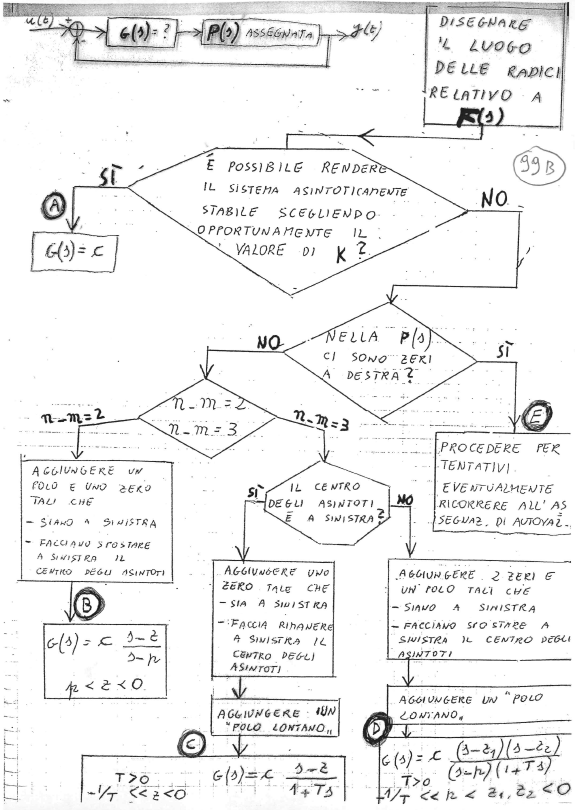 u(t) + - G(s)=? P(s) ASSEGNATA y(t)
DISEGNARE
IL LUOGO
DELLE RADICI
RELATIVO A
F(s)
99B
È POSSIBILE RENDERE
IL SISTEMA ASINTOTICAMENTE
STABILE SCEGLIENDO
OPPORTUNAMENTE IL
VALORE DI K?
SÌ
NO
A
G(s)=c
NELLA P(s)
CI SONO ZERI
A DESTRA?
NO
SÌ
n-m=2
n-m=3
n-m=2
n-m=3
E
PROCEDERE PER
TENTATIVI.
EVENTUALMENTE
RICORRERE ALL'AS
SEGNAZ. DI AUTOVAL.
AGGIUNGERE UN
POLO E UNO ZERO
TALI CHE
- SIANO A SINISTRA
- FACCIANO SPOSTARE
A SINISTRA IL
CENTRO DEGLI ASINTOTI
B
G(s)=c s-z / s-p
p<z<0
IL CENTRO
DEGLI ASINTOTI
È A SINISTRA?
SÌ
NO
AGGIUNGERE UNO
ZERO TALE CHE
- SIA A SINISTRA
- FACCIA RIMANERE
A SINISTRA IL
CENTRO DEGLI
ASINTOTI
AGGIUNGERE UN
"POLO LONTANO"
C
G(s)=c s-z / 1+Ts
T>0
-1/T << z<0
AGGIUNGERE 2 ZERI E
UN POLO TALI CHE
- SIANO A SINISTRA
- FACCIANO SPOSTARE A
SINISTRA IL CENTRO DEGLI
ASINTOTI
AGGIUNGERE UN "POLO
LONTANO"
D
G(s)=c (s-z1)(s-z2) / (s-p)(1+Ts)
T>0
-1/T << p < z1, z2 < 0